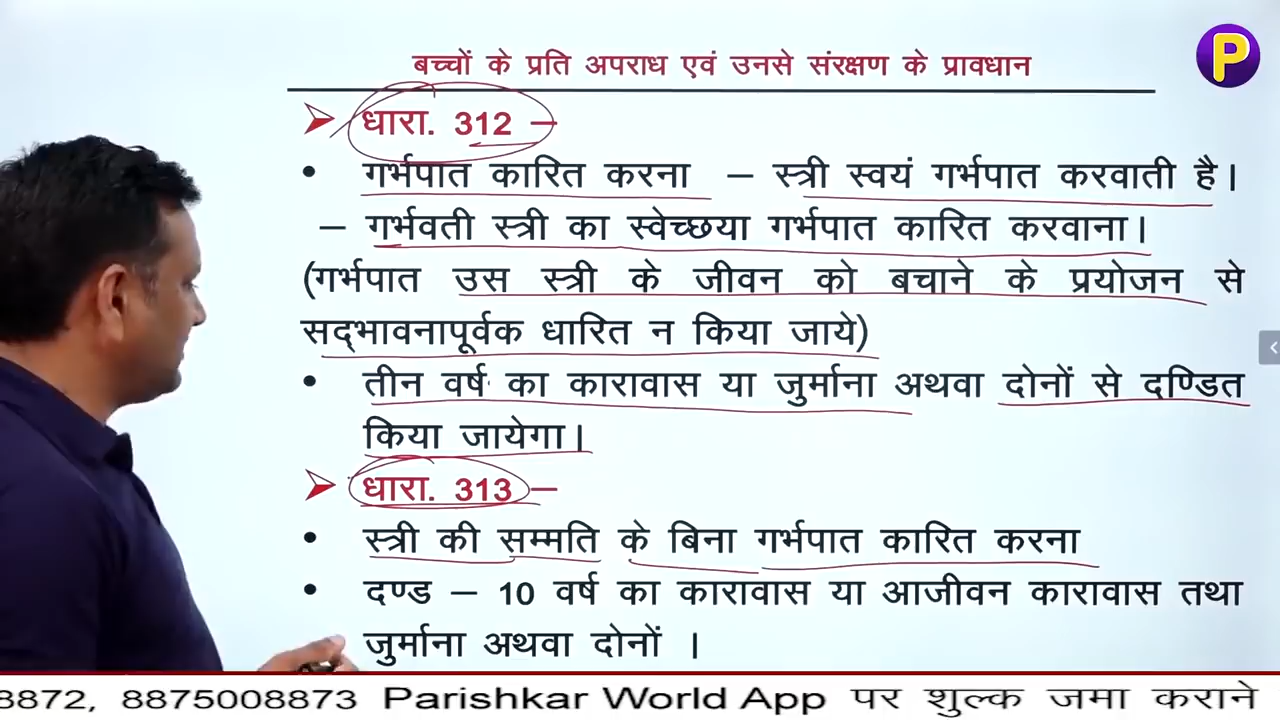 बच्चों के प्रति अपराध एवं उनसे संरक्षण के प्रावधान
P
धारा. 312 –
• गर्भपात कारित करना – स्त्री स्वयं गर्भपात करवाती है।
– गर्भवती स्त्री का स्वेच्छया गर्भपात कारित करवाना।
(गर्भपात उस स्त्री के जीवन को बचाने के प्रयोजन से
सद्भावनापूर्वक धारित न किया जाये)
• तीन वर्ष का कारावास या जुर्माना अथवा दोनों से दण्डित
किया जायेगा।
धारा. 313 –
• स्त्री की सम्मति के बिना गर्भपात कारित करना
• दण्ड – 10 वर्ष का कारावास या आजीवन कारावास तथा
जुर्माना अथवा दोनों ।
8872, 8875008873 Parishkar World App पर शुल्क जमा कराने